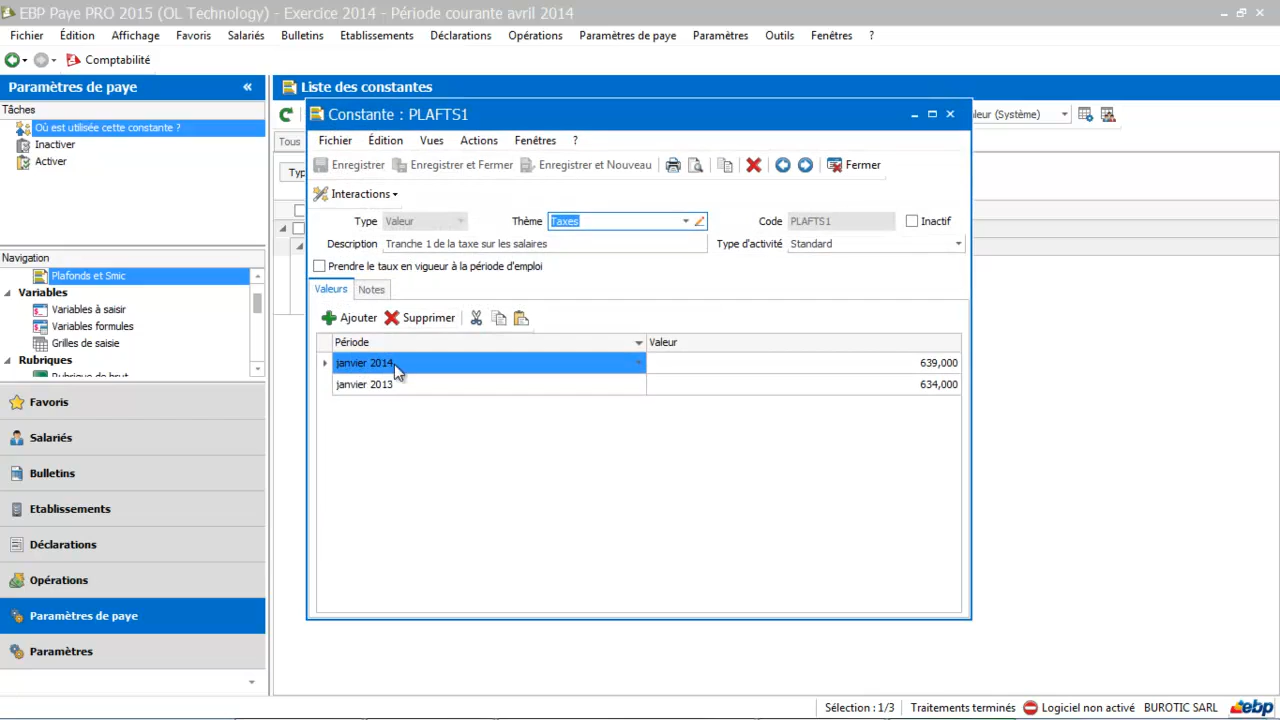 EBP Paye PRO 2015 (OL Technology) - Exercice 2014 - Période courante avril 2014
Fichier Édition Affichage Favoris Salariés Bulletins Etablissements Déclarations Opérations Paramètres de paye Paramètres Outils Fenêtres ?
Comptabilité
Paramètres de paye «
Tâches
Où est utilisée cette constante ?
Inactiver
Activer
Navigation
Plafonds et Smic
Variables
Variables à saisir
Variables formules
Grilles de saisie
Rubriques
Rubrique de brut
Favoris
Salariés
Bulletins
Etablissements
Déclarations
Opérations
Paramètres de paye
Paramètres
Liste des constantes
aleur (Système)
Tous
Typ
Constante : PLAFTS1
Fichier Édition Vues Actions Fenêtres ?
Enregistrer Enregistrer et Fermer Enregistrer et Nouveau Fermer
Interactions
Type Valeur Thème Taxes Code PLAFTS1 Inactif
Description Tranche 1 de la taxe sur les salaires Type d'activité Standard
Prendre le taux en vigueur à la période d'emploi
Valeurs Notes
Ajouter Supprimer
Période Valeur
janvier 2014 639,000
janvier 2013 634,000
Sélection : 1/3 Traitements terminés Logiciel non activé BUROTIC SARL ebp